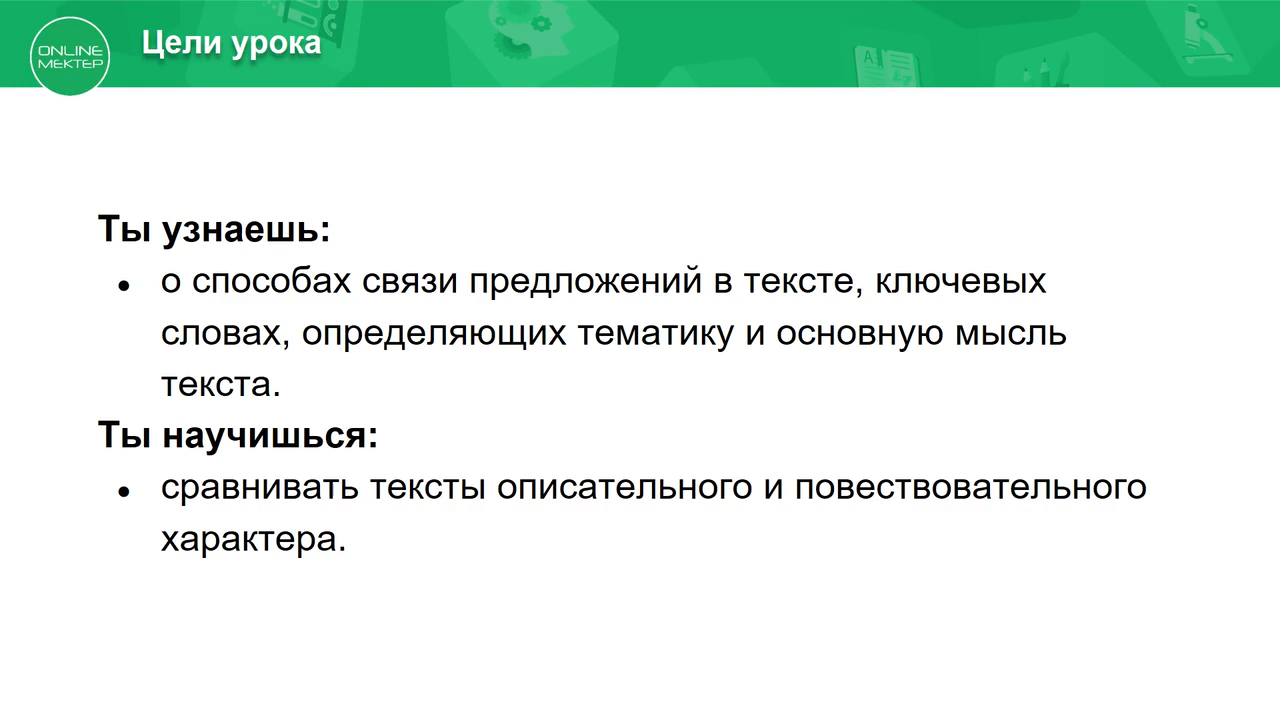 ONLINE
МЕКТЕР
Цели урока
Ты узнаешь:
● о способах связи предложений в тексте, ключевых
словах, определяющих тематику и основную мысль
текста.
Ты научишься:
● сравнивать тексты описательного и повествовательного
характера.